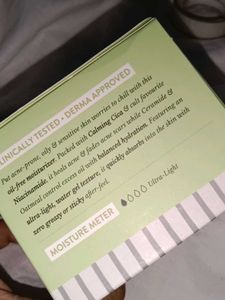 CLINICALLY TESTED • DERMA APPROVED
Put acne-prone, oily & sensitive skin worries to chill with this
oil-free moisturizer. Packed with Calming Cica & cult favourite
Niacinamide, it heals acne & fades acne scars while Ceramide &
Oatmeal control excess oil with balanced hydration. Featuring an
ultra-light, water gel texture, it quickly absorbs into the skin with
zero greasy or sticky after-feel.
MOISTURE METER
Ultra-Light